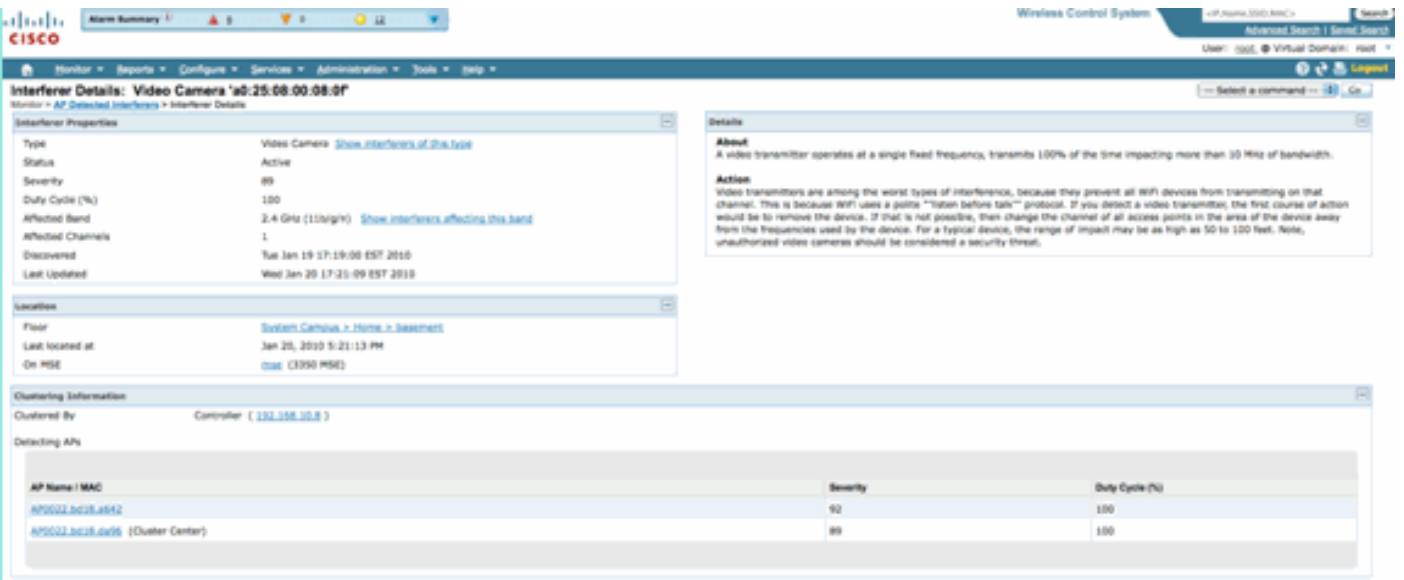 Alarm Summary
Wireless Control System
<IP,Name,SSID,MAC>
Search
CISCO
Advanced Search | Saved Search
User: root @ Virtual Domain: root
Monitor Reports Configure Services Administration Tools Help
Logout
Interferer Details: Video Camera 'a0:25:08:00:08:0f'
-- Select a command -- Go
Monitor > AP Detected Interferers > Interferer Details
Interferer Properties
Type Video Camera Show interferers of this type
Status Active
Severity 89
Duty Cycle (%) 100
Affected Band 2.4 GHz (11b/g/n) Show interferers affecting this band
Affected Channels 1
Discovered Tue Jan 19 17:19:00 EST 2010
Last Updated Wed Jan 20 17:21:09 EST 2010
Details
About
A video transmitter operates at a single fixed frequency, transmits 100% of the time impacting more than 10 MHz of bandwidth.
Action
Video transmitters are among the worst types of interference, because they prevent all WiFi devices from transmitting on that
channel. This is because WiFi uses a polite ""listen before talk"" protocol. If you detect a video transmitter, the first course of action
would be to remove the device. If that is not possible, then change the channel of all access points in the area of the device away
from the frequencies used by the device. For a typical device, the range of impact may be as high as 50 to 100 feet. Note,
unauthorized video cameras should be considered a security threat.
Location
Floor System Campus > Home > basement
Last located at Jan 20, 2010 5:21:13 PM
On MSE mse (3350 MSE)
Clustering Information
Clustered By Controller ( 192.168.10.8 )
Detecting APs
AP Name / MAC Severity Duty Cycle (%)
AP0022.bd18.a642 92 100
AP0022.bd18.da96 (Cluster Center) 89 100